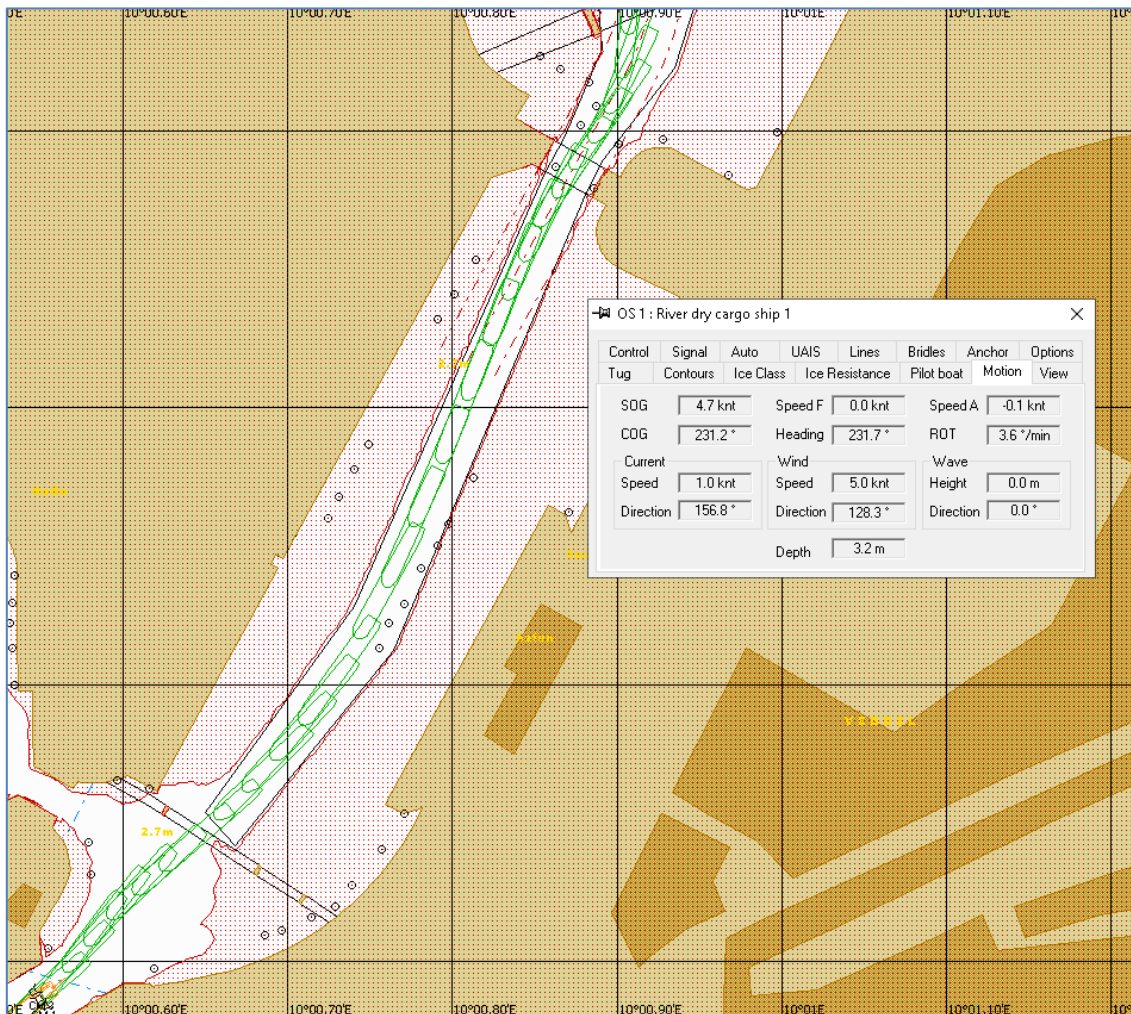 10°00.60'E 10°00.70'E 10°00.80'E 10°00.90'E 10°01'E 10°01.10'E
OS 1 : River dry cargo ship 1
Control Signal Auto UAIS Lines Bridles Anchor Options
Tug Contours Ice Class Ice Resistance Pilot boat Motion View
SOG 4.7 knt Speed F 0.0 knt Speed A -0.1 knt
COG 231.2 ° Heading 231.7 ° ROT 3.6 °/min
Current Wind Wave
Speed 1.0 knt Speed 5.0 knt Height 0.0 m
Direction 156.8 ° Direction 128.3 ° Direction 0.0 °
Depth 3.2 m
VEDDEL
2.7m
10°00.60'E 10°00.70'E 10°00.80'E 10°00.90'E 10°01'E 10°01.10'E